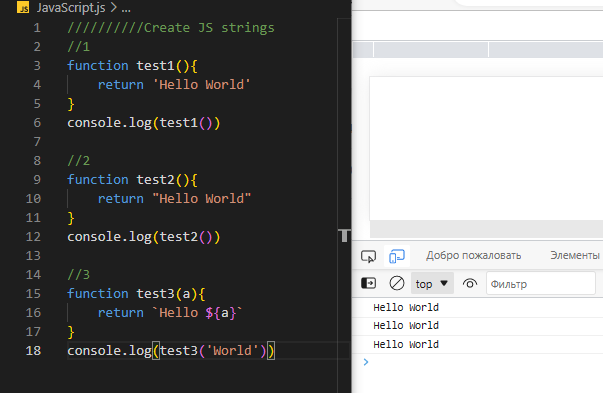 JS JavaScript.js > ...
1 //////////Create JS strings
2 //1
3 function test1(){
4 return 'Hello World'
5 }
6 console.log(test1())
7
8 //2
9 function test2(){
10 return "Hello World"
11 }
12 console.log(test2())
13
14 //3
15 function test3(a){
16 return `Hello ${a}`
17 }
18 console.log(test3('World'))
Добро пожаловать Элементы
top ▼ Фильтр
Hello World
Hello World
Hello World
>